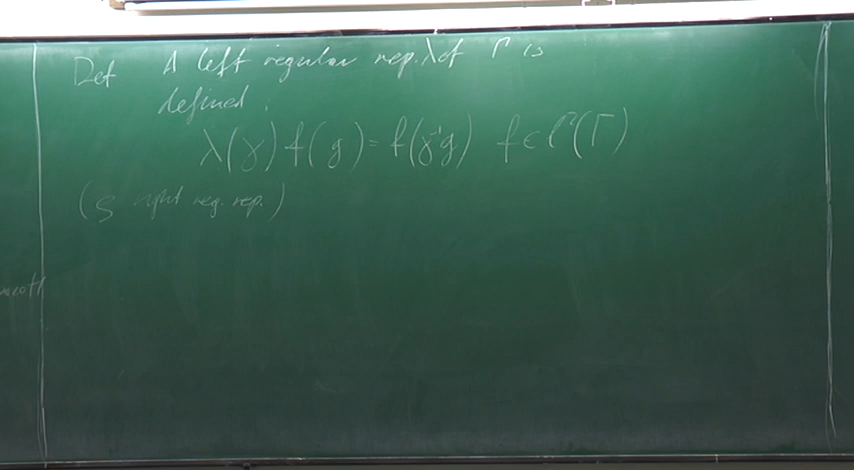 Def A left regular rep. λ of Γ is
defined.
λ(γ)f(g) = f(γ⁻¹g) f ∈ l²(Γ)
(S right reg. rep.)